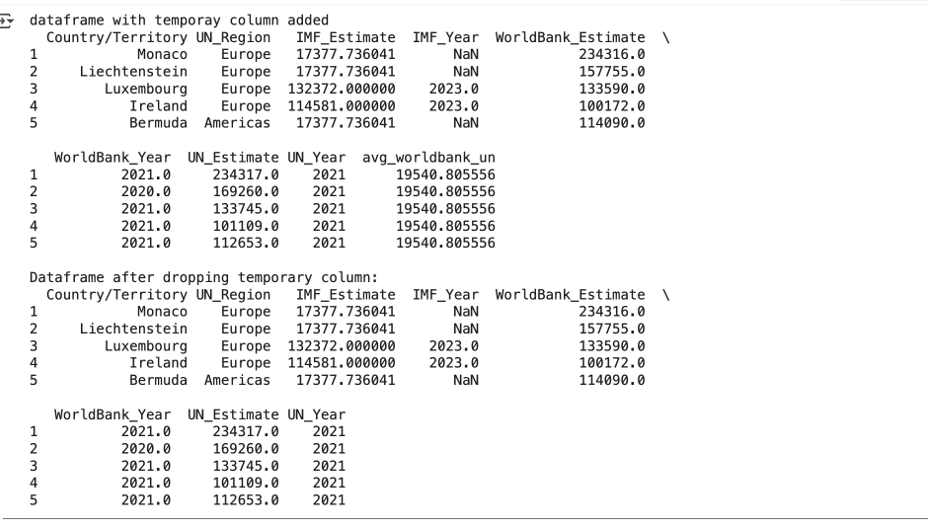 dataframe with temporay column added
Country/Territory UN_Region IMF_Estimate IMF_Year WorldBank_Estimate \
1 Monaco Europe 17377.736041 NaN 234316.0
2 Liechtenstein Europe 17377.736041 NaN 157755.0
3 Luxembourg Europe 132372.000000 2023.0 133590.0
4 Ireland Europe 114581.000000 2023.0 100172.0
5 Bermuda Americas 17377.736041 NaN 114090.0
WorldBank_Year UN_Estimate UN_Year avg_worldbank_un
1 2021.0 234317.0 2021 19540.805556
2 2020.0 169260.0 2021 19540.805556
3 2021.0 133745.0 2021 19540.805556
4 2021.0 101109.0 2021 19540.805556
5 2021.0 112653.0 2021 19540.805556
Dataframe after dropping temporary column:
Country/Territory UN_Region IMF_Estimate IMF_Year WorldBank_Estimate \
1 Monaco Europe 17377.736041 NaN 234316.0
2 Liechtenstein Europe 17377.736041 NaN 157755.0
3 Luxembourg Europe 132372.000000 2023.0 133590.0
4 Ireland Europe 114581.000000 2023.0 100172.0
5 Bermuda Americas 17377.736041 NaN 114090.0
WorldBank_Year UN_Estimate UN_Year
1 2021.0 234317.0 2021
2 2020.0 169260.0 2021
3 2021.0 133745.0 2021
4 2021.0 101109.0 2021
5 2021.0 112653.0 2021